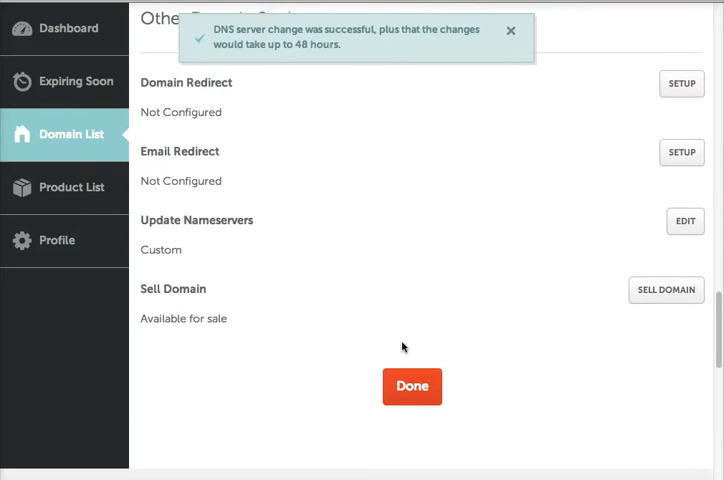 Dashboard
Expiring Soon
Domain List
Product List
Profile
Othe
DNS server change was successful, plus that the changes
would take up to 48 hours.
Domain Redirect
SETUP
Not Configured
Email Redirect
SETUP
Not Configured
Update Nameservers
EDIT
Custom
Sell Domain
SELL DOMAIN
Available for sale
Done